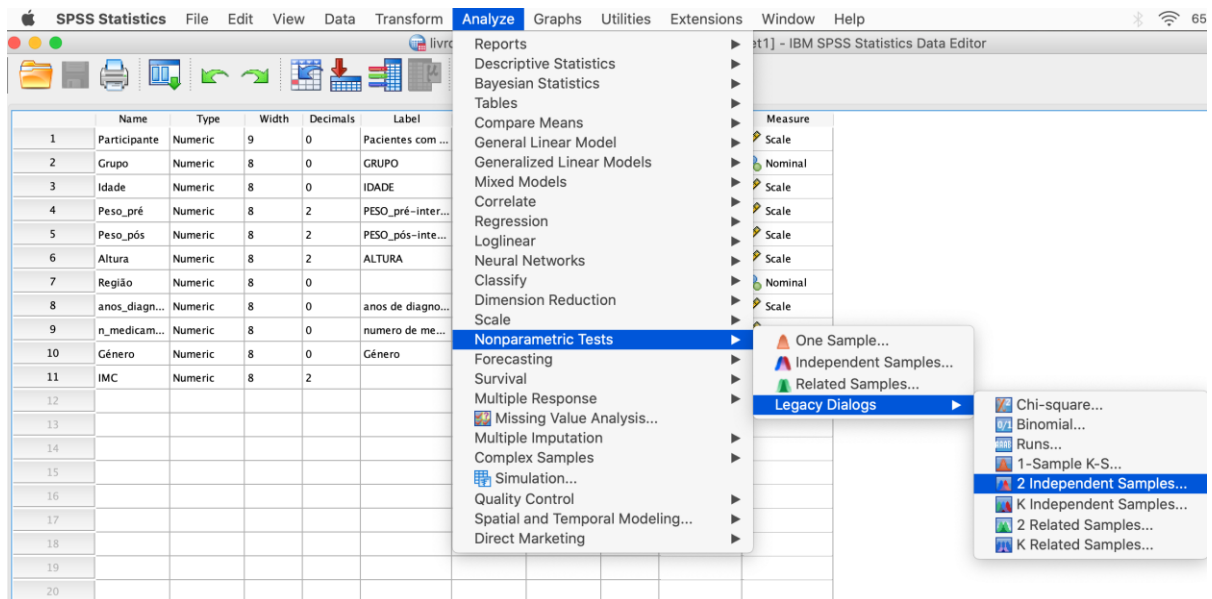 SPSS Statistics File Edit View Data Transform Analyze Graphs Utilities Extensions Window Help 65
livro
et1] - IBM SPSS Statistics Data Editor
Name Type Width Decimals Label Measure
1 Participante Numeric 9 0 Pacientes com ... Scale
2 Grupo Numeric 8 0 GRUPO Nominal
3 Idade Numeric 8 0 IDADE Scale
4 Peso_pré Numeric 8 2 PESO_pré-inter... Scale
5 Peso_pós Numeric 8 2 PESO_pós-inte... Scale
6 Altura Numeric 8 2 ALTURA Scale
7 Região Numeric 8 0 Nominal
8 anos_diagn... Numeric 8 0 anos de diagno... Scale
9 n_medicam... Numeric 8 0 numero de me...
10 Género Numeric 8 0 Género
11 IMC Numeric 8 2
12
13
14
15
16
17
18
19
20
Reports
Descriptive Statistics
Bayesian Statistics
Tables
Compare Means
General Linear Model
Generalized Linear Models
Mixed Models
Correlate
Regression
Loglinear
Neural Networks
Classify
Dimension Reduction
Scale
Nonparametric Tests
Forecasting
Survival
Multiple Response
Missing Value Analysis...
Multiple Imputation
Complex Samples
Simulation...
Quality Control
Spatial and Temporal Modeling...
Direct Marketing
One Sample...
Independent Samples...
Related Samples...
Legacy Dialogs
Chi-square...
Binomial...
Runs...
1-Sample K-S...
2 Independent Samples...
K Independent Samples...
2 Related Samples...
K Related Samples...